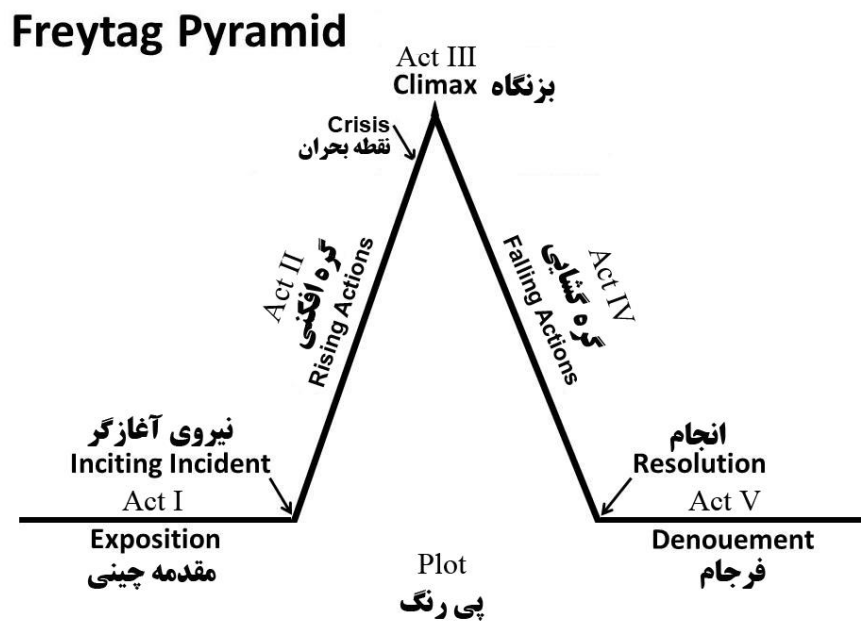 Freytag Pyramid
Act III
Climax بزنگاه
Crisis
نقطه بحران
Act II
گره افکنی
Rising Actions
Act IV
گره گشایی
Falling Actions
نیروی آغازگر
Inciting Incident
Act I
Exposition
مقدمه چینی
انجام
Resolution
Act V
Denouement
فرجام
Plot
پی رنگ